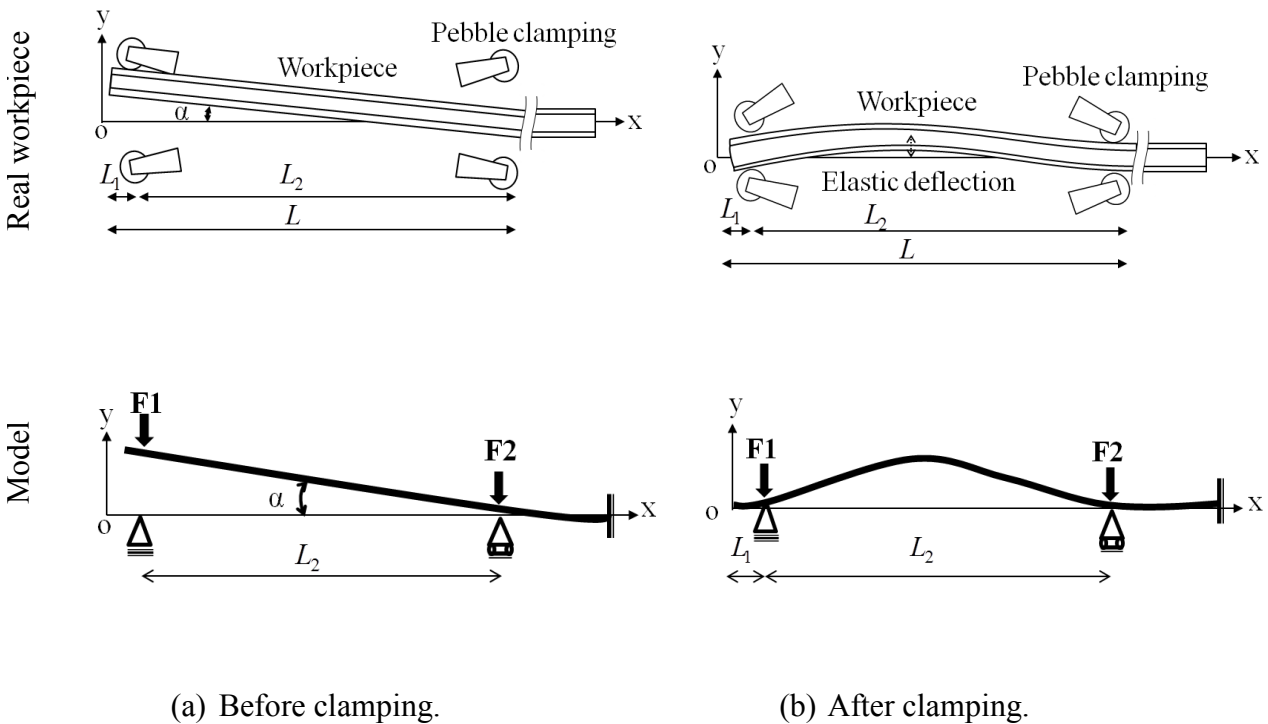 Real workpiece
y
Pebble clamping
Workpiece
α
o
x
L1
L2
L
y
Pebble clamping
Workpiece
o
x
Elastic deflection
L1
L2
L
Model
y
F1
F2
α
o
x
L2
y
F1
F2
o
x
L1
L2
(a) Before clamping.
(b) After clamping.